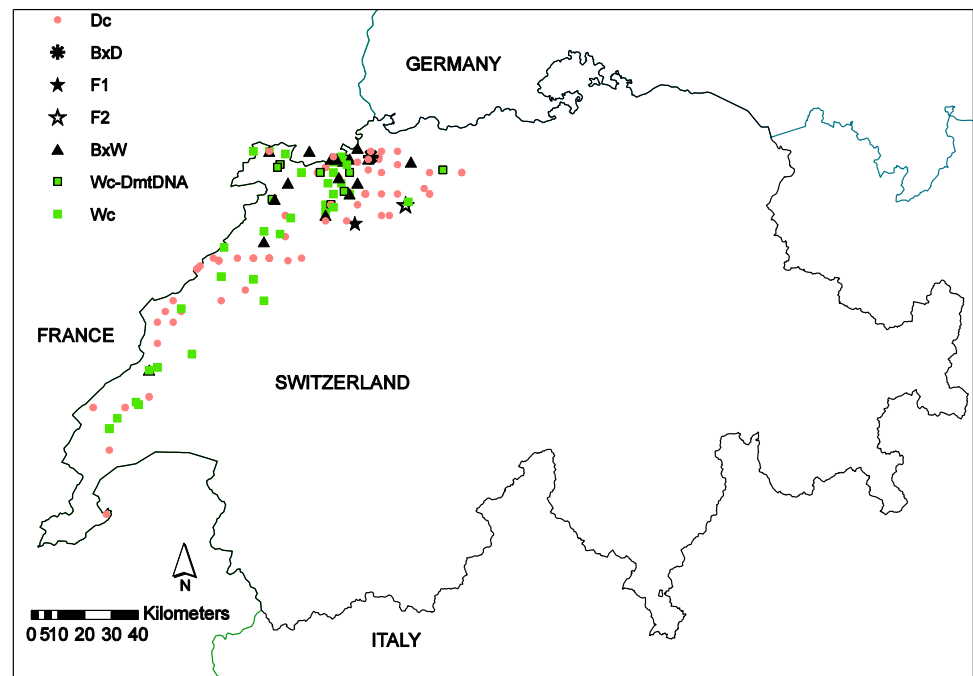 Dc
BxD
F1
F2
BxW
Wc-DmtDNA
Wc
GERMANY
FRANCE
SWITZERLAND
N
Kilometers
0 5 10 20 30 40
ITALY